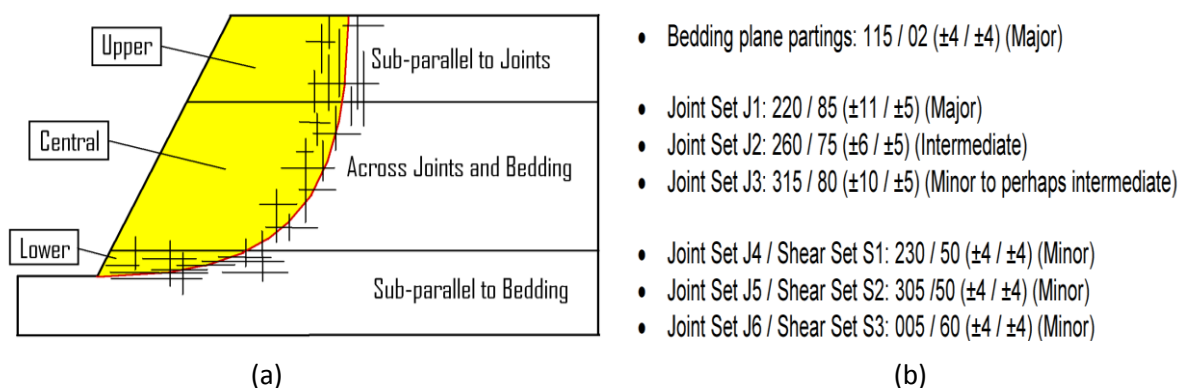 Upper
Sub-parallel to Joints
Central
Across Joints and Bedding
Lower
Sub-parallel to Bedding
(a)
• Bedding plane partings: 115 / 02 (±4 / ±4) (Major)
• Joint Set J1: 220 / 85 (±11 / ±5) (Major)
• Joint Set J2: 260 / 75 (±6 / ±5) (Intermediate)
• Joint Set J3: 315 / 80 (±10 / ±5) (Minor to perhaps intermediate)
• Joint Set J4 / Shear Set S1: 230 / 50 (±4 / ±4) (Minor)
• Joint Set J5 / Shear Set S2: 305 /50 (±4 / ±4) (Minor)
• Joint Set J6 / Shear Set S3: 005 / 60 (±4 / ±4) (Minor)
(b)